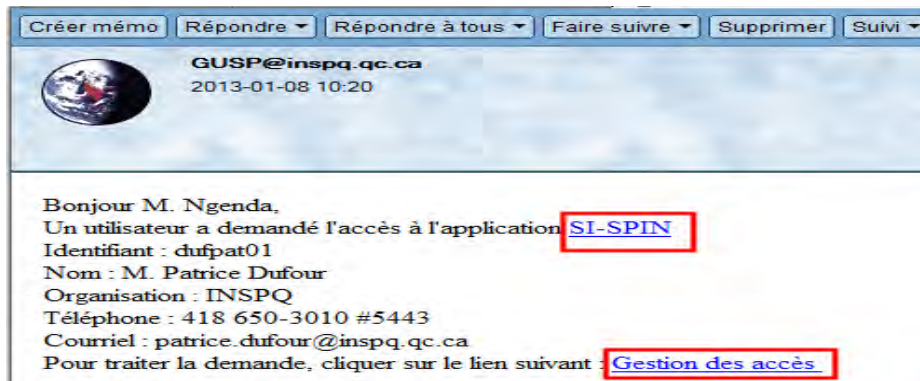 Créer mémo Répondre Répondre à tous Faire suivre Supprimer Suivi
GUSP@inspq.qc.ca
2013-01-08 10:20
Bonjour M. Ngenda,
Un utilisateur a demandé l'accès à l'application SI-SPIN
Identifiant : dufpat01
Nom : M. Patrice Dufour
Organisation : INSPQ
Téléphone : 418 650-3010 #5443
Courriel : patrice.dufour@inspq.qc.ca
Pour traiter la demande, cliquer sur le lien suivant : Gestion des accès